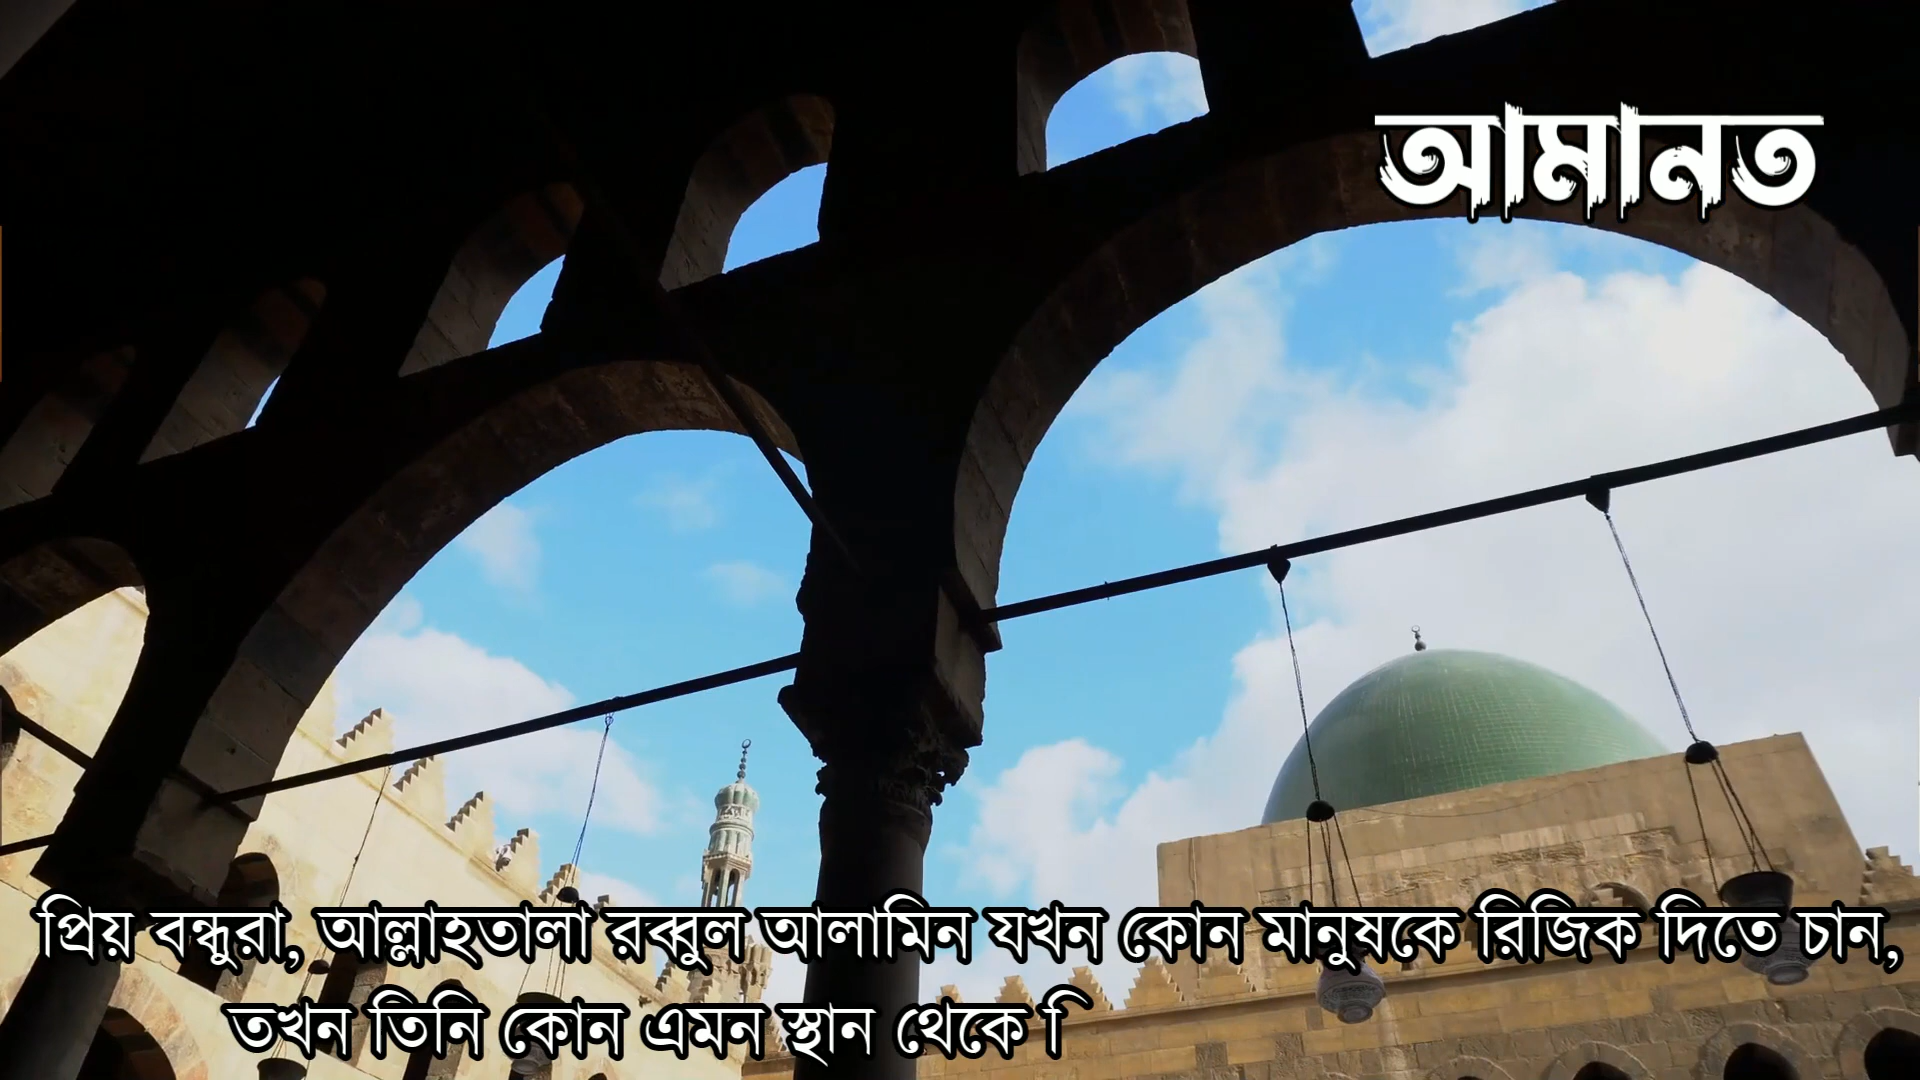 আমানত
প্রিয় বন্ধুরা, আল্লাহতালা রব্বুল আলামিন যখন কোন মানুষকে রিজিক দিতে চান,
তখন তিনি কোন এমন স্থান থেকে ি